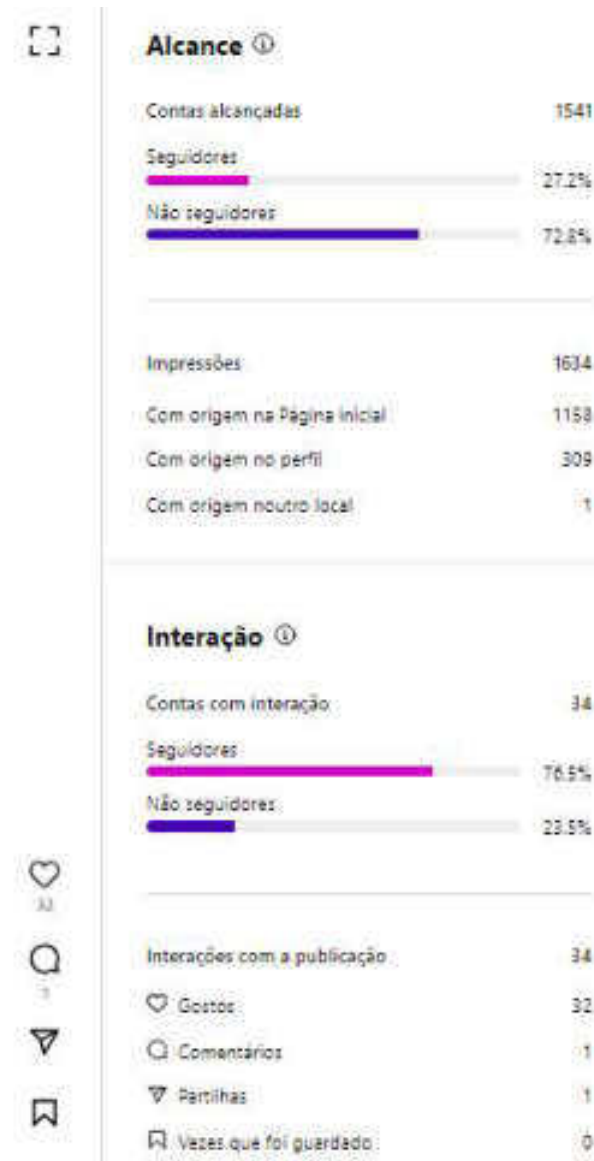 Alcance
Contas alcançadas 1541
Seguidores
27.2%
Não seguidores
72.8%
Impressões 1634
Com origem na Página inicial 1158
Com origem no perfil 309
Com origem noutro local 1
Interação
Contas com interação 34
Seguidores
76.5%
Não seguidores
23.5%
32
Interações com a publicação 34
Gostos 32
1
Comentários 1
Partilhas 1
Vezes que foi guardado 0